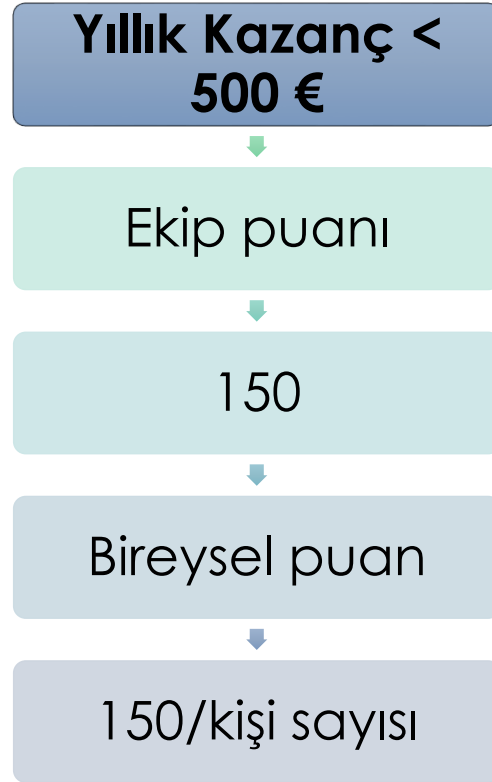 Yıllık Kazanç <
500 €
Ekip puanı
150
Bireysel puan
150/kişi sayısı